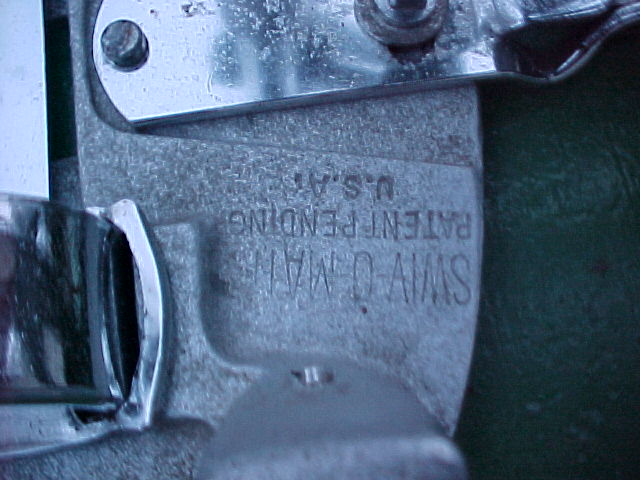 SWIV-O-MATIC
PATENT PENDING
U.S.A.